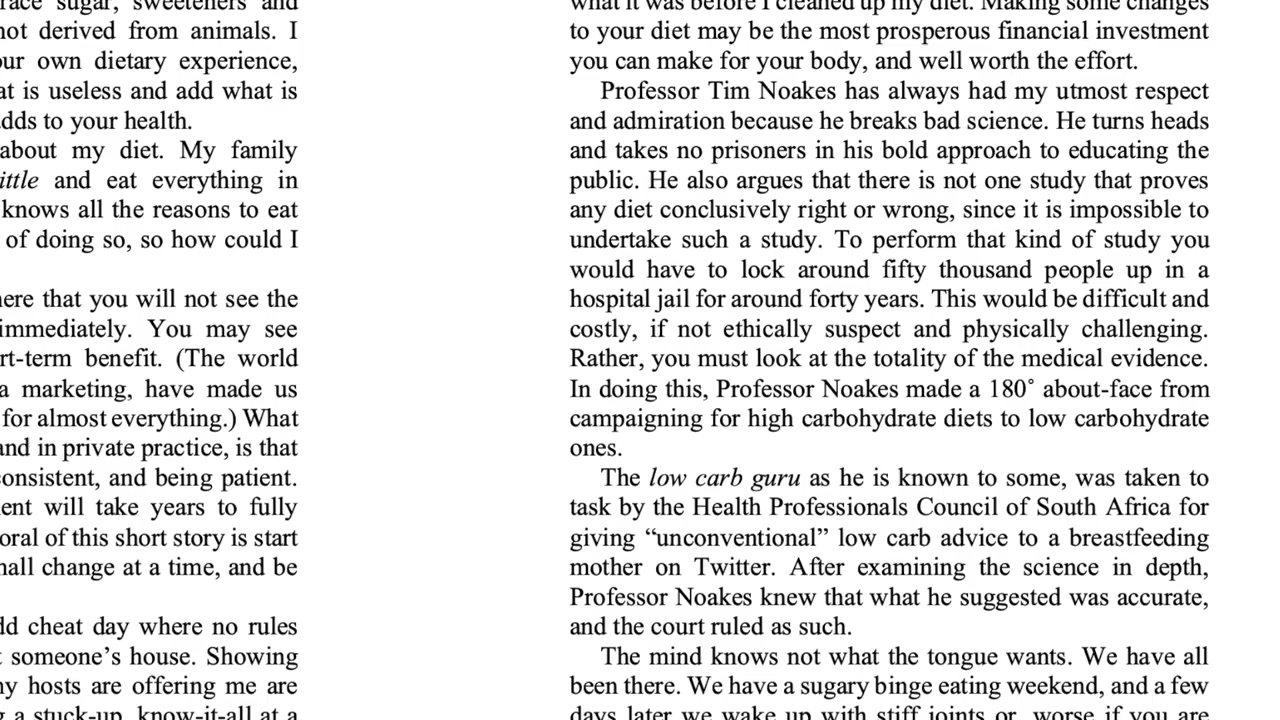 sugar, sweeteners and
not derived from animals. I
own dietary experience,
is useless and add what is
to your health.
about my diet. My family
and eat everything in
knows all the reasons to eat
of doing so, so how could I
that you will not see the
immediately. You may see
benefit. (The world
a marketing, have made us
for almost everything.) What
and in private practice, is that
consistent, and being patient.
will take years to fully
of this short story is start
change at a time, and be
cheat day where no rules
someone’s house. Showing
hosts are offering me are
a stuck-up, know-it-all at a
what it was before I cleaned up my diet. Making some changes
to your diet may be the most prosperous financial investment
you can make for your body, and well worth the effort.
Professor Tim Noakes has always had my utmost respect
and admiration because he breaks bad science. He turns heads
and takes no prisoners in his bold approach to educating the
public. He also argues that there is not one study that proves
any diet conclusively right or wrong, since it is impossible to
undertake such a study. To perform that kind of study you
would have to lock around fifty thousand people up in a
hospital jail for around forty years. This would be difficult and
costly, if not ethically suspect and physically challenging.
Rather, you must look at the totality of the medical evidence.
In doing this, Professor Noakes made a 180˚ about-face from
campaigning for high carbohydrate diets to low carbohydrate
ones.
The low carb guru as he is known to some, was taken to
task by the Health Professionals Council of South Africa for
giving “unconventional” low carb advice to a breastfeeding
mother on Twitter. After examining the science in depth,
Professor Noakes knew that what he suggested was accurate,
and the court ruled as such.
The mind knows not what the tongue wants. We have all
been there. We have a sugary binge eating weekend, and a few
days later we wake up with stiff joints or, worse if you are